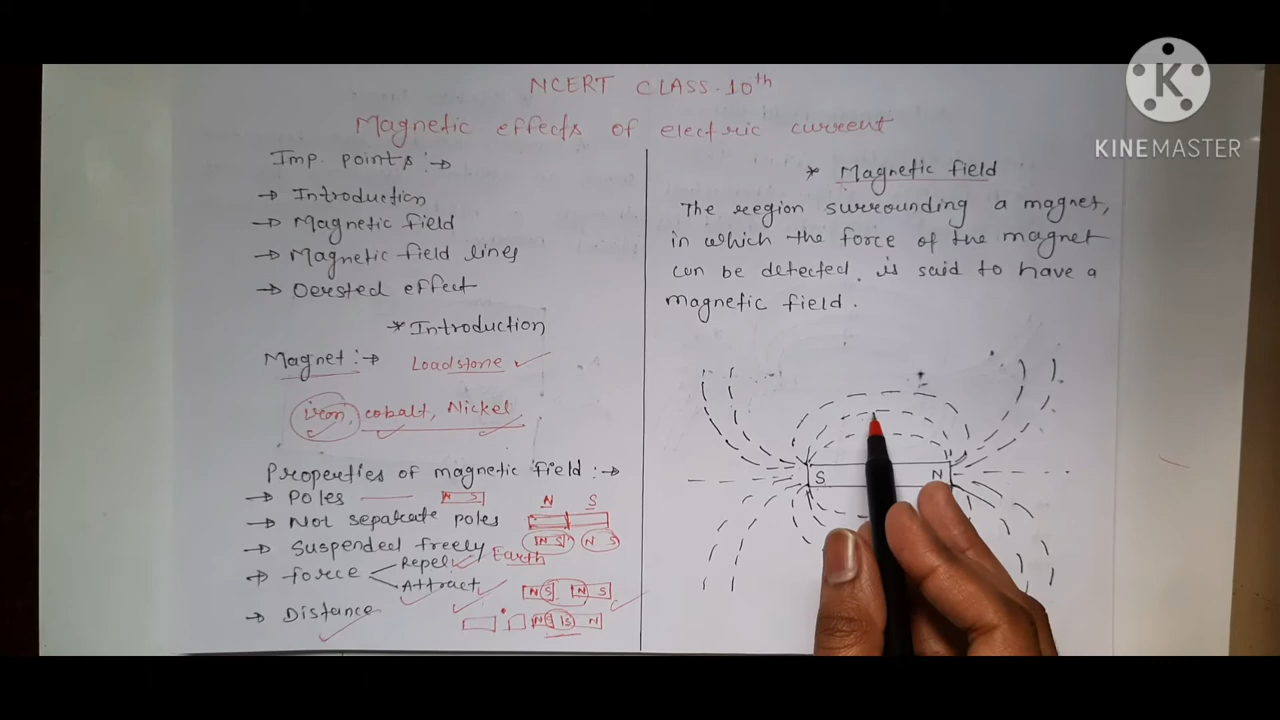 NCERT CLASS.10th
Magnetic effects of electric current
KINEMASTER
Imp. points :→
→ Introduction
→ Magnetic field
→ Magnetic field lines
→ Oersted effect
* Introduction
Magnet :→ Loadstone ✓
iron, cobalt, Nickel
Properties of magnetic field :→
→ Poles — N S
→ Not separate poles N S
→ Suspended freely N S N S
Earth
→ force < Repel ✓
Attract ✓ N S N S
→ Distance N S S N
* Magnetic field
The reegion surrounding a magnet,
in which the force of the magnet
can be detected. is said to have a
magnetic field.
S N